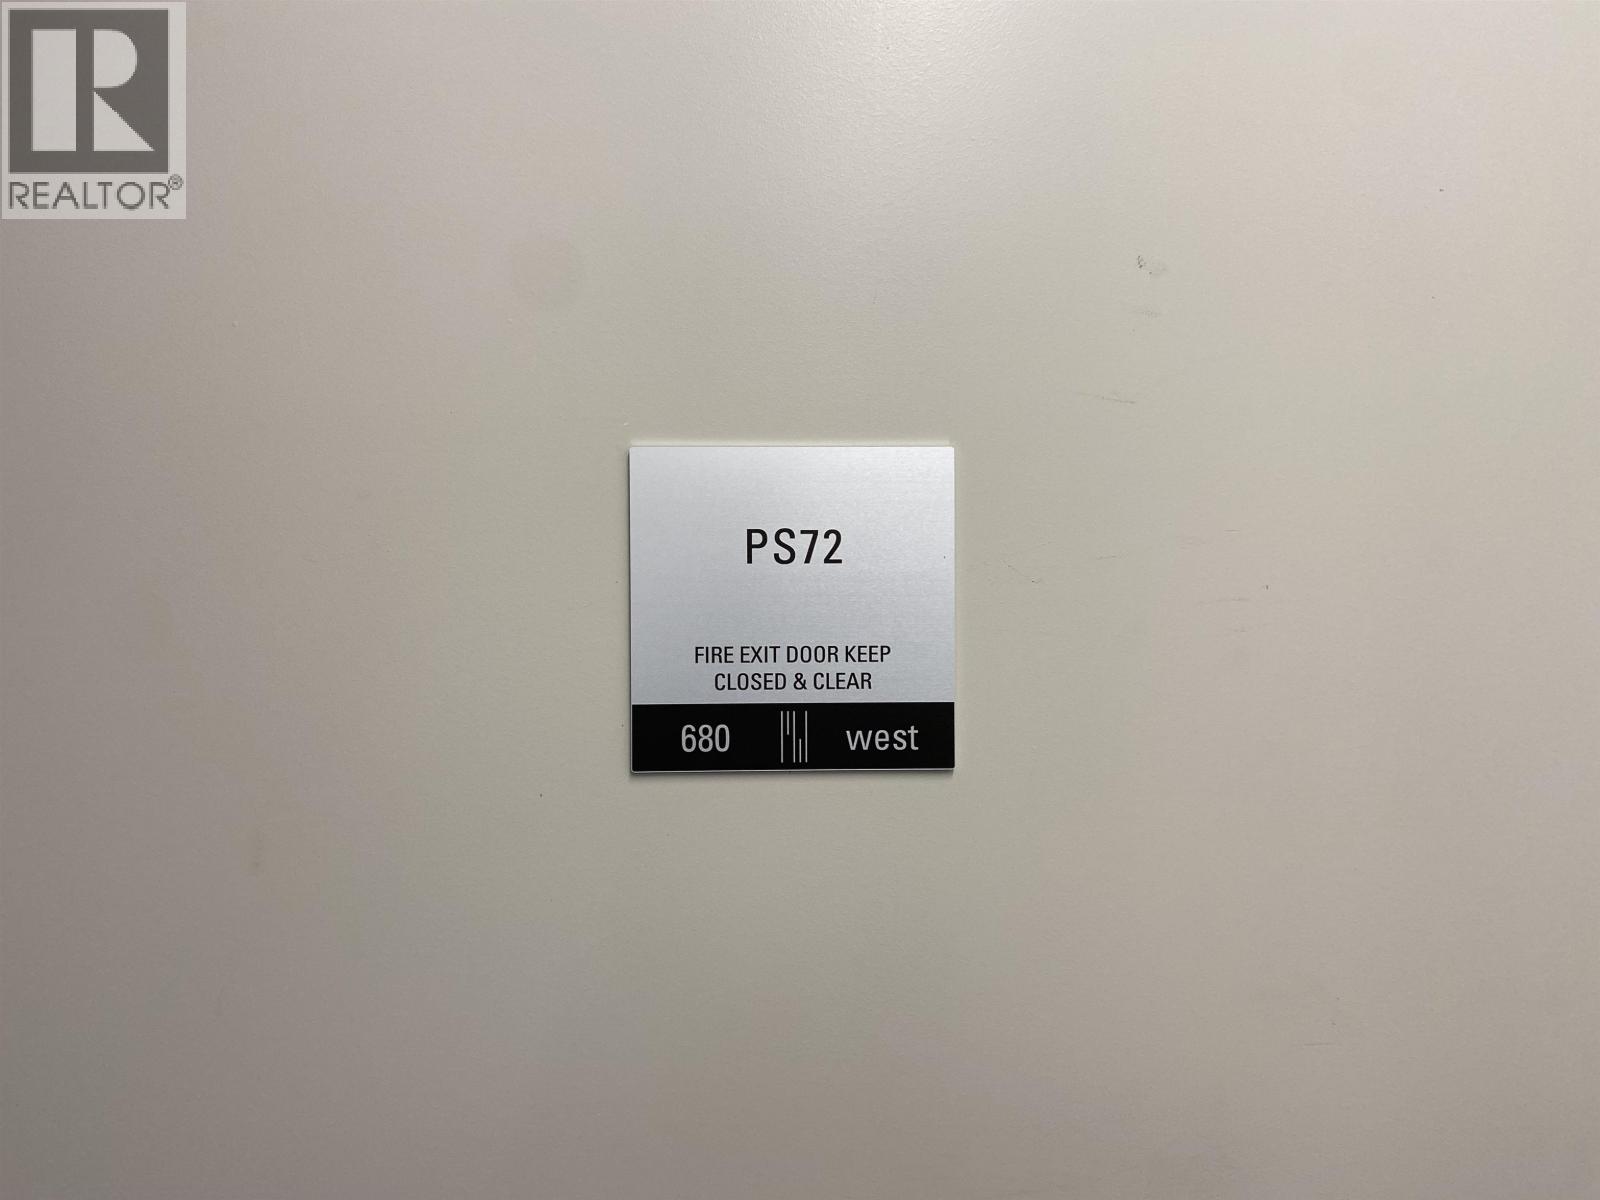 REALTOR®
PS72
FIRE EXIT DOOR KEEP
CLOSED & CLEAR
680 west